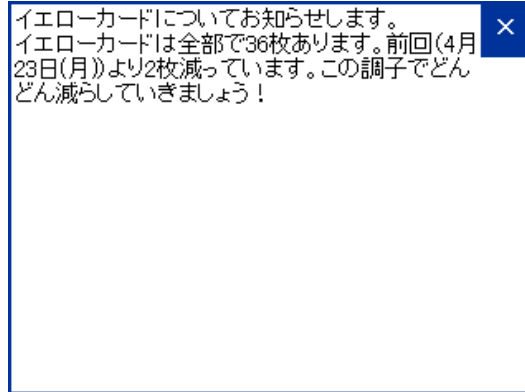 イエローカードについてお知らせします。
イエローカードは全部で36枚あります。前回(4月
23日(月))より2枚減っています。この調子でどん
どん減らしていきましょう！